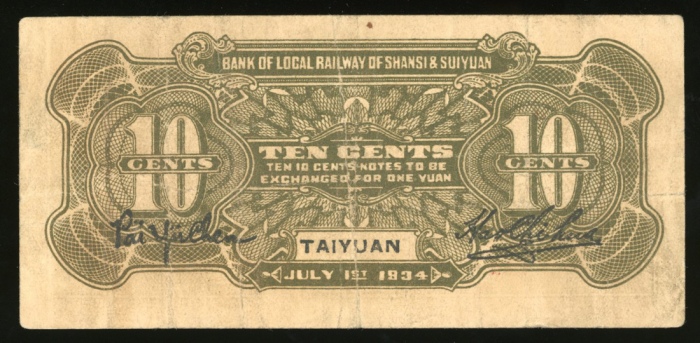 BANK OF LOCAL RAILWAY OF SHANSI & SUIYUAN
10
CENTS
TEN CENTS
TEN 10 CENTS NOTES TO BE
EXCHANGED FOR ONE YUAN
10
CENTS
TAIYUAN
JULY 1ST 1934